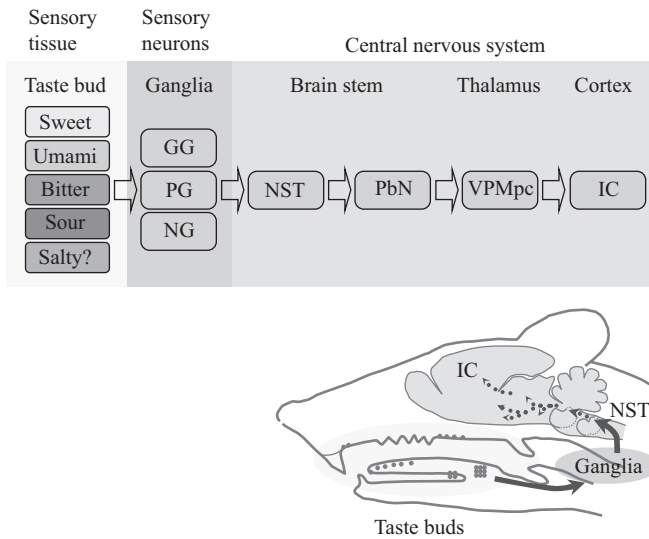 Sensory tissue
Sensory neurons
Central nervous system
Taste bud
Ganglia
Brain stem
Thalamus
Cortex
Sweet
Umami
Bitter
Sour
Salty?
GG
PG
NG
NST
PbN
VPMpc
IC
IC
NST
Ganglia
Taste buds